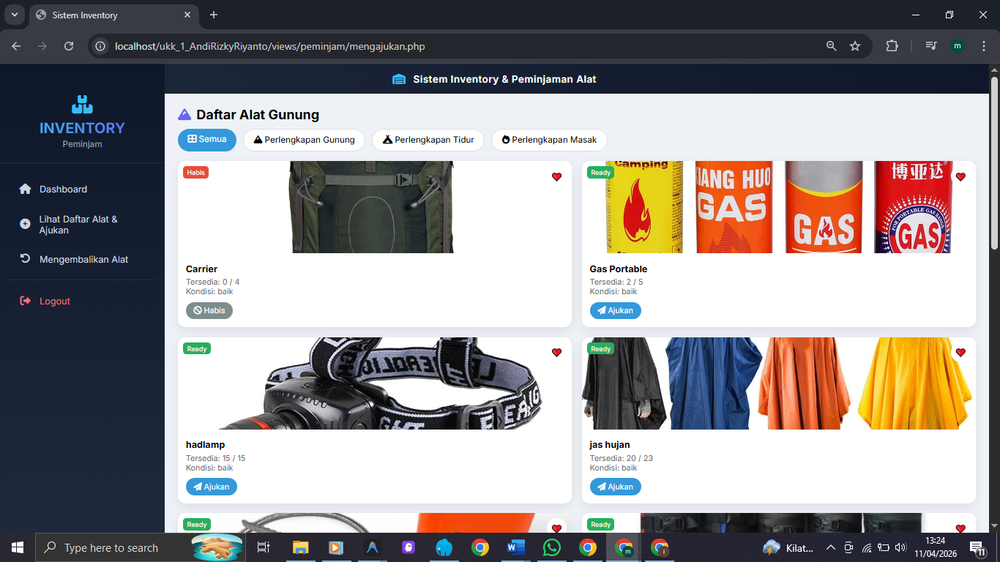 Sistem Inventory
localhost/ukk_1_AndiRizkyRiyanto/views/peminjam/mengajukan.php
m
INVENTORY
Peminjam
Dashboard
Lihat Daftar Alat &
Ajukan
Mengembalikan Alat
Logout
Sistem Inventory & Peminjaman Alat
Daftar Alat Gunung
Semua
Perlengkapan Gunung
Perlengkapan Tidur
Perlengkapan Masak
Habis
Carrier
Tersedia: 0 / 4
Kondisi: baik
Habis
Ready
Camping
XIANG HUO
GAS
GAS
博亚达
FOR PORTABLE GAS RANGE
GAS
Gas Portable
Tersedia: 2 / 5
Kondisi: baik
Ajukan
Ready
hadlamp
Tersedia: 15 / 15
Kondisi: baik
Ajukan
Ready
jas hujan
Tersedia: 20 / 23
Kondisi: baik
Ajukan
Ready
Ready
Type here to search
Kilat...
13:24
11/04/2026
11